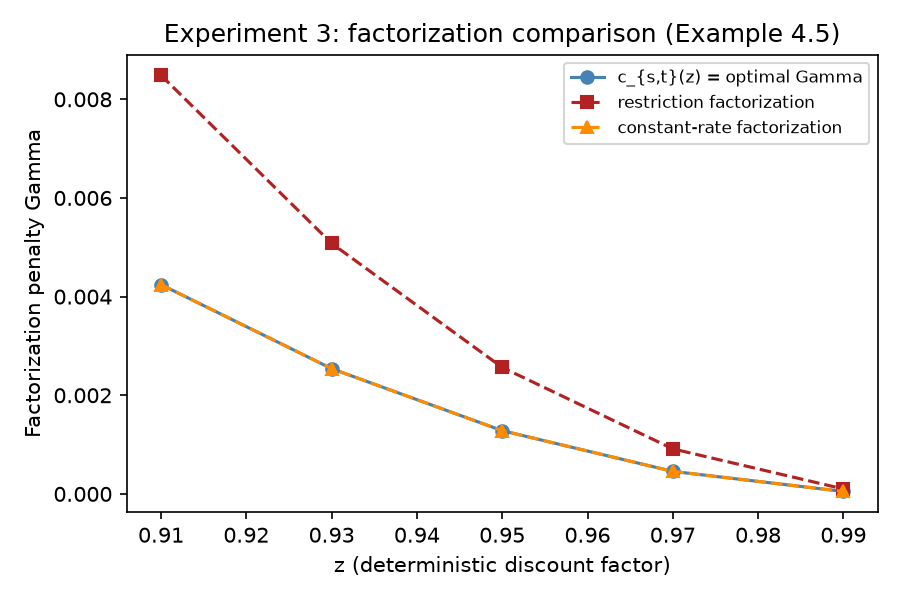 Experiment 3: factorization comparison (Example 4.5)
c_{s,t}(z) = optimal Gamma
restriction factorization
constant-rate factorization
Factorization penalty Gamma
0.008
0.006
0.004
0.002
0.000
0.91 0.92 0.93 0.94 0.95 0.96 0.97 0.98 0.99
z (deterministic discount factor)